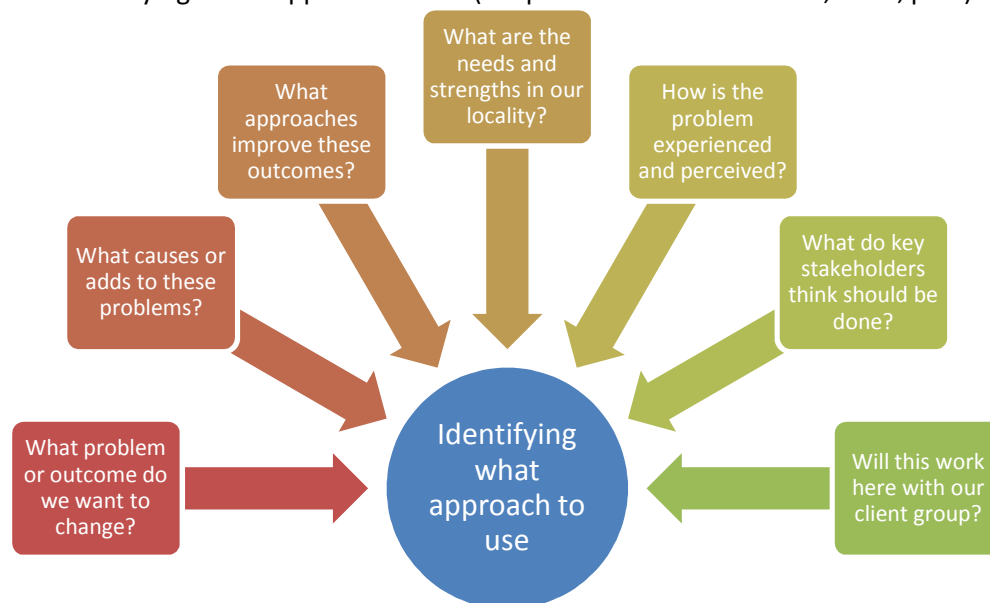 What problem
or outcome do
we want to
change?
What causes or
adds to these
problems?
What
approaches
improve these
outcomes?
What are the
needs and
strengths in our
locality?
How is the
problem
experienced
and perceived?
What do key
stakeholders
think should be
done?
Will this work
here with our
client group?
Identifying
what
approach to
use